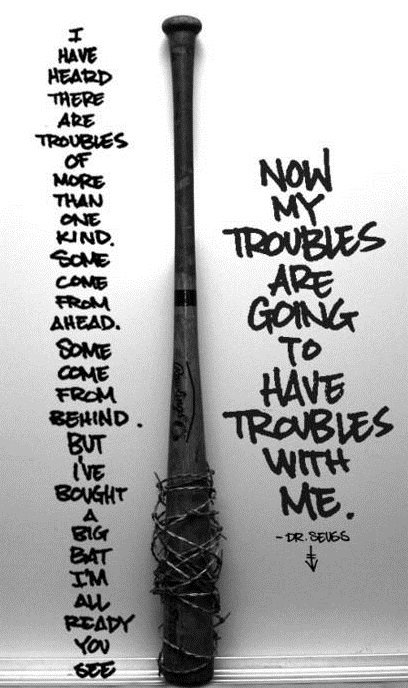 I
HAVE
HEARD
THERE
ARE
TROUBLES
OF
MORE
THAN
ONE
KIND.
SOME
COME
FROM
AHEAD.
SOME
COME
FROM
BEHIND.
BUT
I'VE
BOUGHT
A
BIG
BAT
I'M
ALL
READY
YOU
SEE
NOW
MY
TROUBLES
ARE
GOING
TO
HAVE
TROUBLES
WITH
ME.
- DR. SEUSS